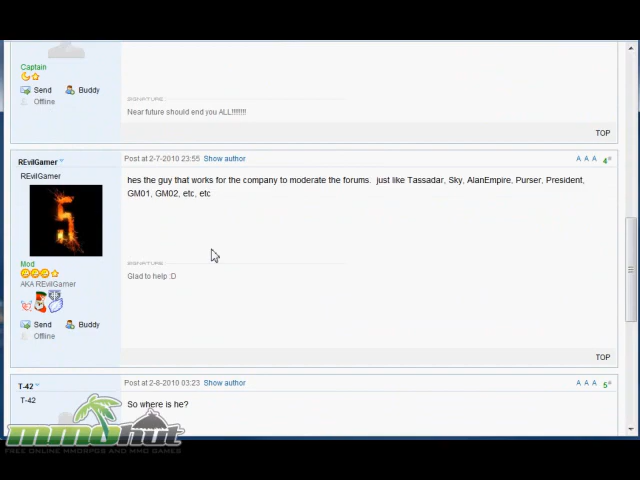 Captain
Send Buddy
Offline
SIGNATURE
Near future should end you ALL!!!!!!!!
TOP
REvilGamer
Post at 2-7-2010 23:55 Show author
A A A 4#
REvilGamer
hes the guy that works for the company to moderate the forums. just like Tassadar, Sky, AlanEmpire, Purser, President,
GM01, GM02, etc, etc
5
Mod
AKA REvilGamer
SIGNATURE
Glad to help :D
Send Buddy
Offline
TOP
T-42
Post at 2-8-2010 03:23 Show author
A A A 5#
T-42
So where is he?
mmohut
FREE ONLINE MMORPGS AND MMO GAMES